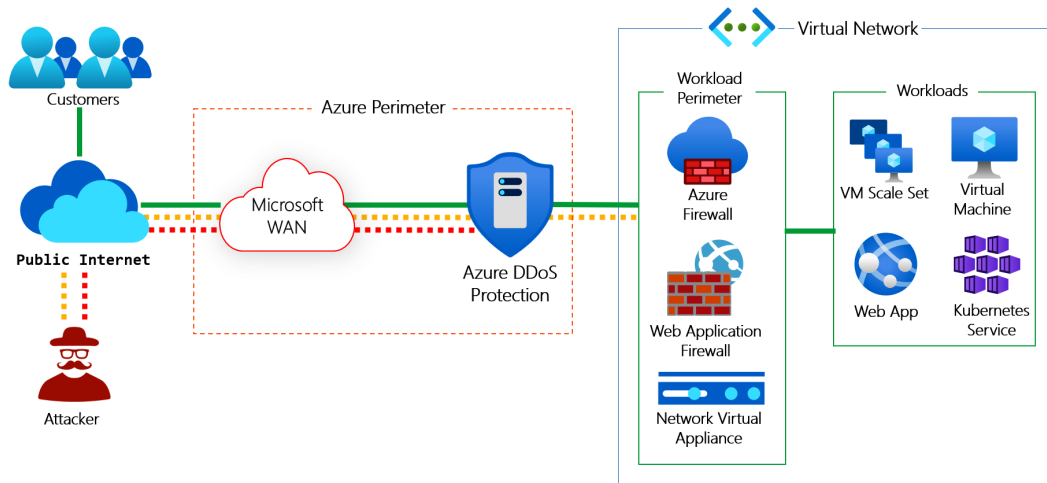 Customers
Public Internet
Attacker
Azure Perimeter
Microsoft
WAN
Azure DDoS
Protection
Virtual Network
Workload
Perimeter
Azure
Firewall
Web Application
Firewall
Network Virtual
Appliance
Workloads
VM Scale Set
Virtual
Machine
Web App
Kubernetes
Service